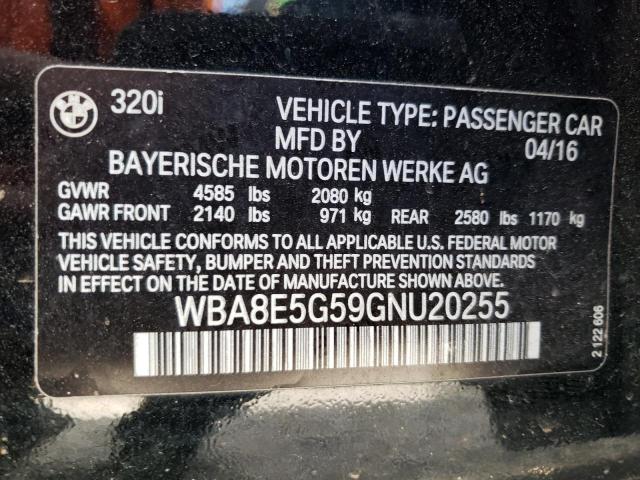 BMW
320i VEHICLE TYPE: PASSENGER CAR
MFD BY 04/16
BAYERISCHE MOTOREN WERKE AG
GVWR 4585 lbs 2080 kg
GAWR FRONT 2140 lbs 971 kg REAR 2580 lbs 1170 kg
THIS VEHICLE CONFORMS TO ALL APPLICABLE U.S. FEDERAL MOTOR
VEHICLE SAFETY, BUMPER AND THEFT PREVENTION STANDARDS
IN EFFECT ON THE DATE OF MANUFACTURE SHOWN ABOVE.
WBA8E5G59GNU20255
2 122 606